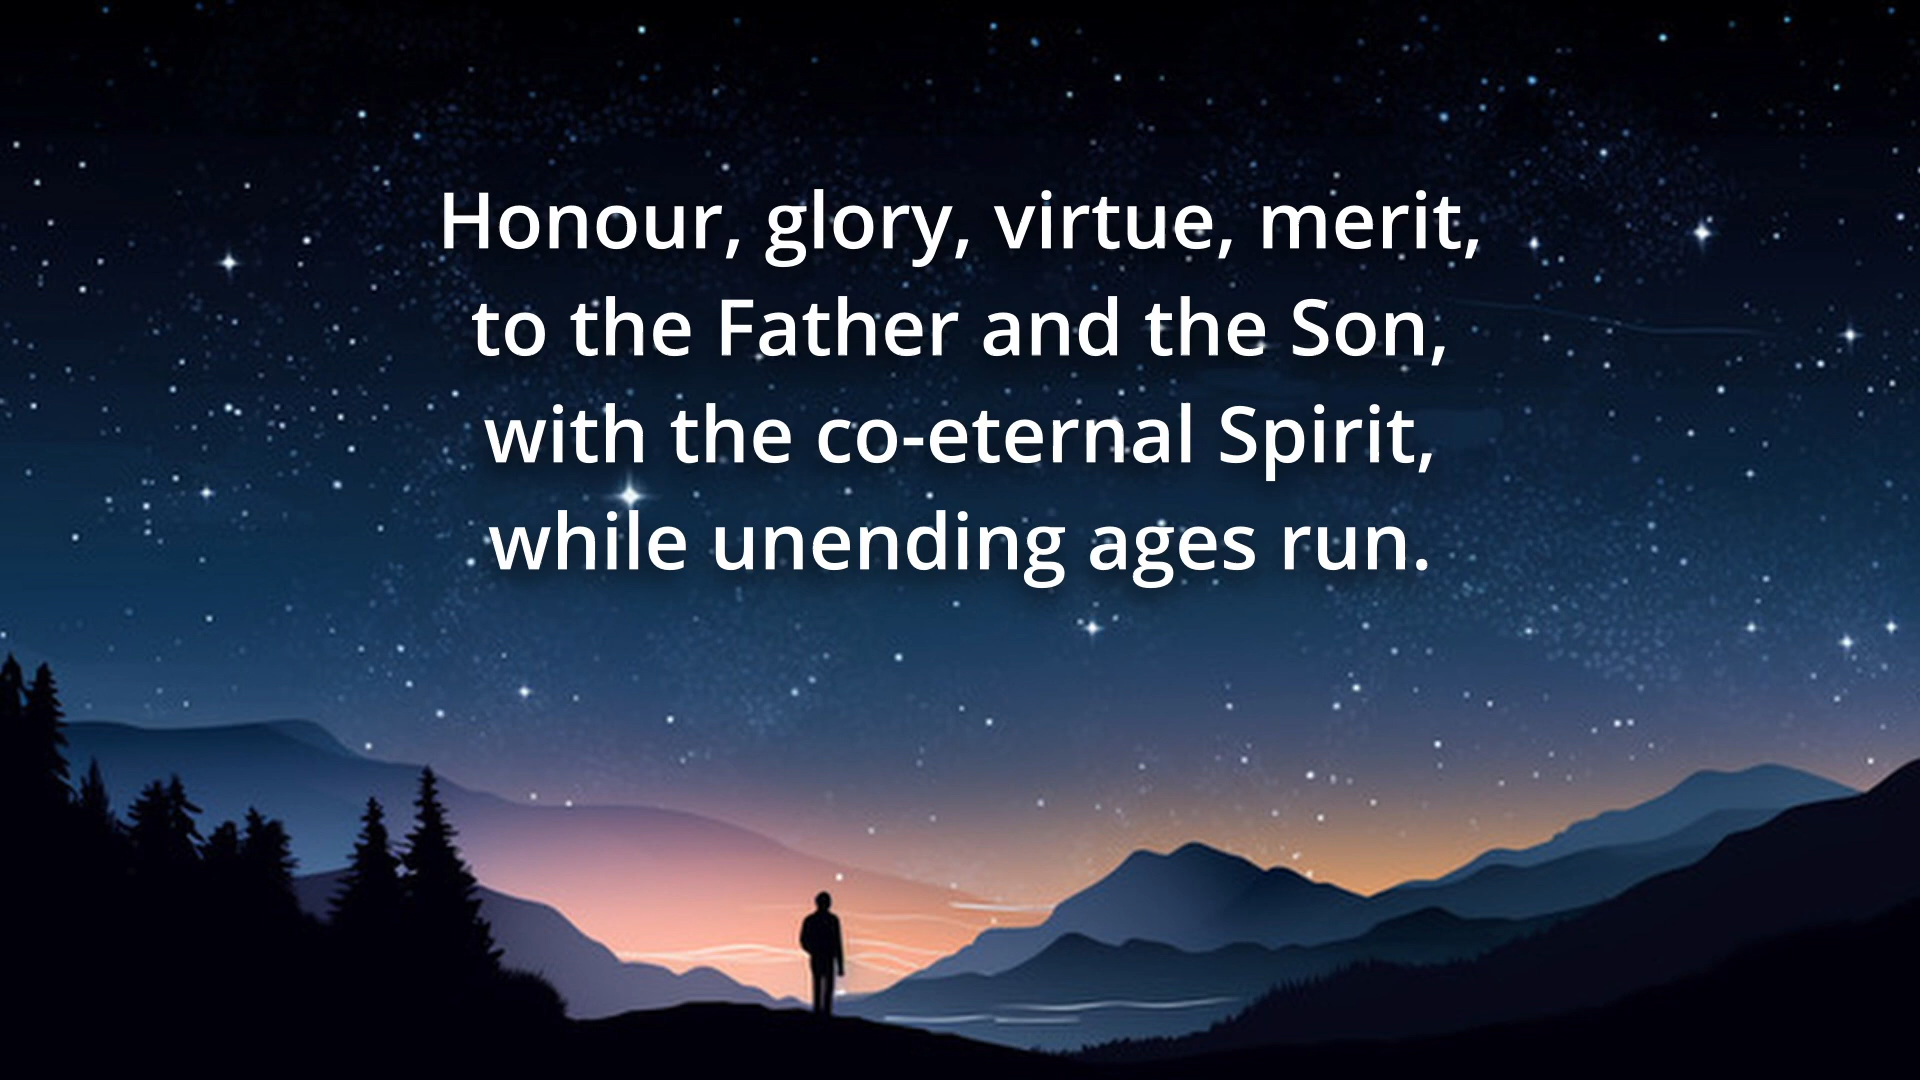 Honour, glory, virtue, merit,
to the Father and the Son,
with the co-eternal Spirit,
while unending ages run.